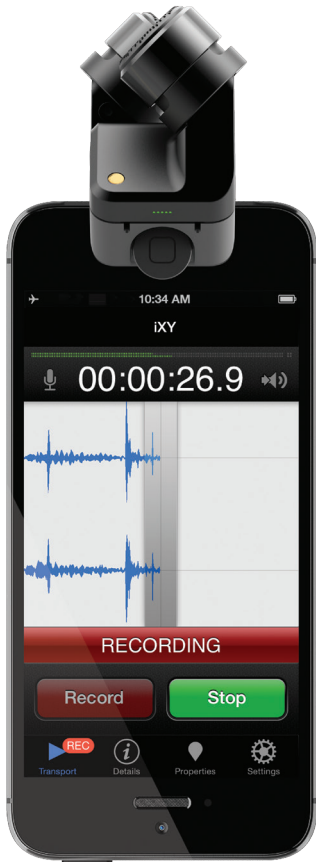 10:34 AM
iXY
00:00:26.9
RECORDING
Record Stop
REC
Transport Details Properties Settings